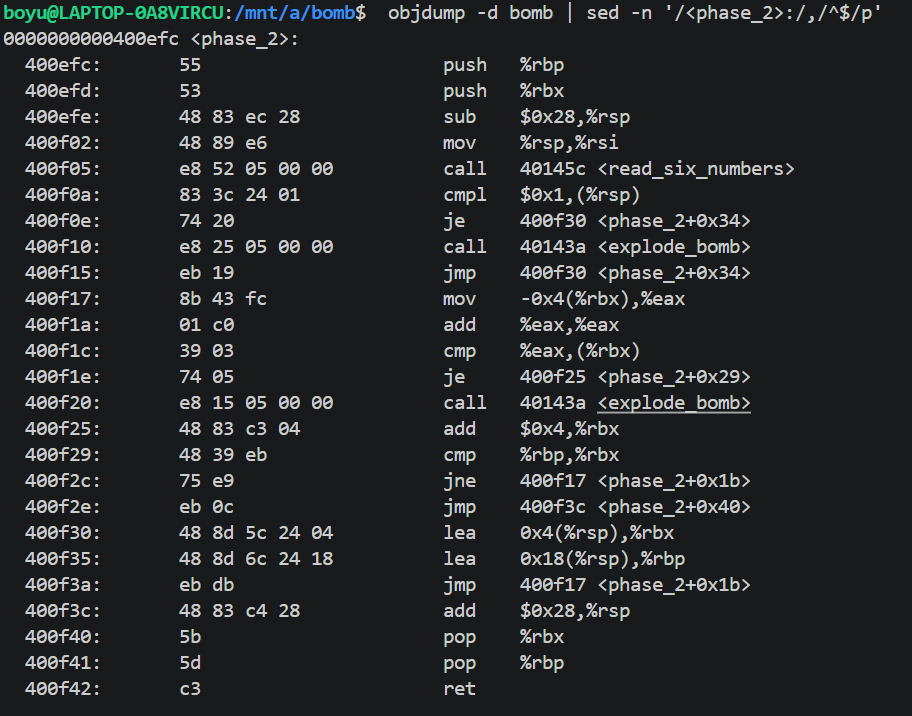 boyu@LAPTOP-0A8VIRCU:/mnt/a/bomb$ objdump -d bomb | sed -n '/<phase_2>:/,/^$/p'
0000000000400efc <phase_2>:
400efc: 55 push %rbp
400efd: 53 push %rbx
400efe: 48 83 ec 28 sub $0x28,%rsp
400f02: 48 89 e6 mov %rsp,%rsi
400f05: e8 52 05 00 00 call 40145c <read_six_numbers>
400f0a: 83 3c 24 01 cmpl $0x1,(%rsp)
400f0e: 74 20 je 400f30 <phase_2+0x34>
400f10: e8 25 05 00 00 call 40143a <explode_bomb>
400f15: eb 19 jmp 400f30 <phase_2+0x34>
400f17: 8b 43 fc mov -0x4(%rbx),%eax
400f1a: 01 c0 add %eax,%eax
400f1c: 39 03 cmp %eax,(%rbx)
400f1e: 74 05 je 400f25 <phase_2+0x29>
400f20: e8 15 05 00 00 call 40143a <explode_bomb>
400f25: 48 83 c3 04 add $0x4,%rbx
400f29: 48 39 eb cmp %rbp,%rbx
400f2c: 75 e9 jne 400f17 <phase_2+0x1b>
400f2e: eb 0c jmp 400f3c <phase_2+0x40>
400f30: 48 8d 5c 24 04 lea 0x4(%rsp),%rbx
400f35: 48 8d 6c 24 18 lea 0x18(%rsp),%rbp
400f3a: eb db jmp 400f17 <phase_2+0x1b>
400f3c: 48 83 c4 28 add $0x28,%rsp
400f40: 5b pop %rbx
400f41: 5d pop %rbp
400f42: c3 ret